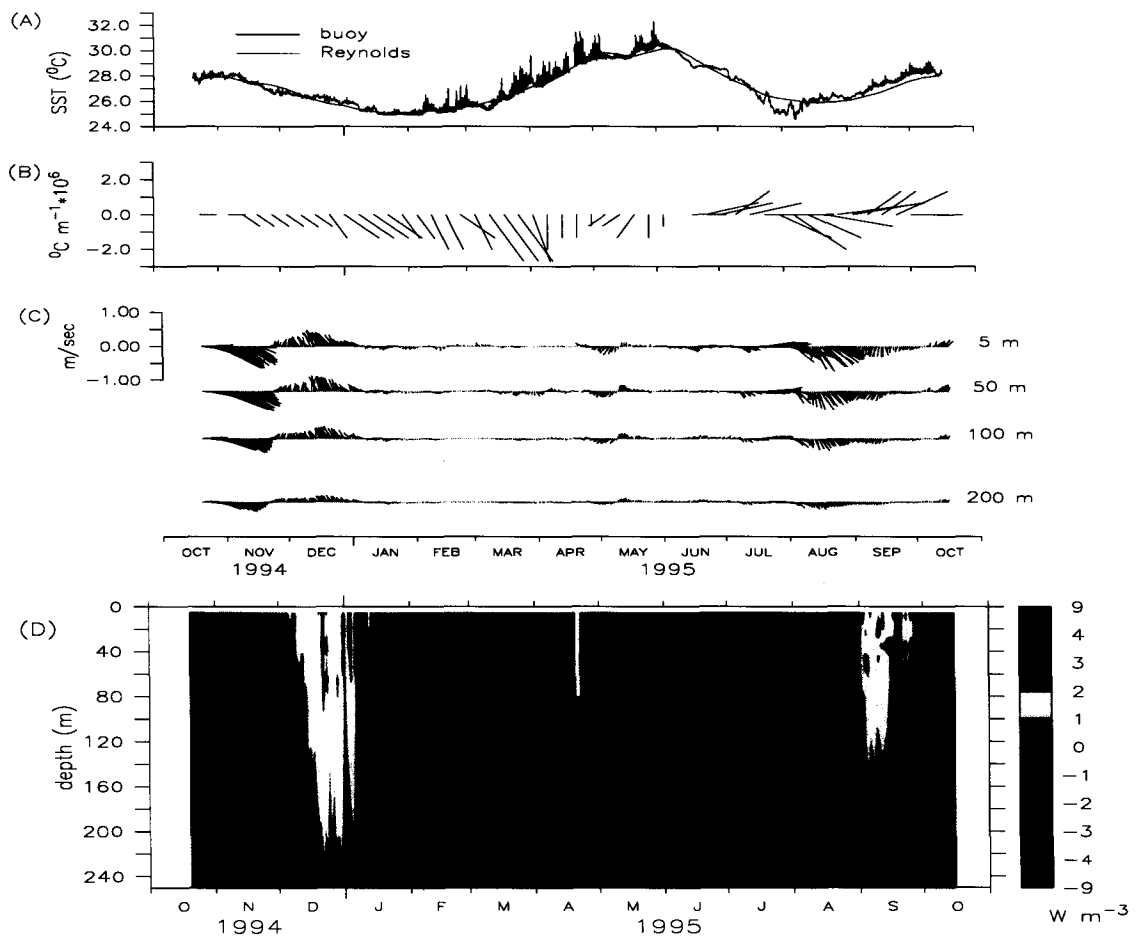 (A)
SST (⁰C)
32.0
30.0
28.0
26.0
24.0
buoy
Reynolds
(B)
⁰C m⁻¹*10⁶
2.0
0.0
−2.0
(C)
m/sec
1.00
0.00
−1.00
5 m
50 m
100 m
200 m
OCT NOV DEC JAN FEB MAR APR MAY JUN JUL AUG SEP OCT
1994 1995
(D)
depth (m)
0
40
80
120
160
200
240
O N D J F M A M J J A S O
1994 1995
9
4
3
2
1
0
−1
−2
−3
−4
−9
W m⁻³